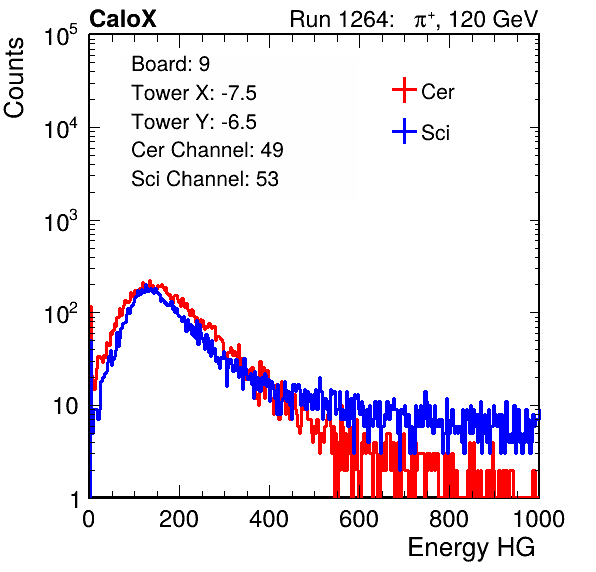 CaloX Run 1264: π⁺, 120 GeV
Counts
10⁵
10⁴
10³
10²
10
1
Board: 9
Tower X: -7.5
Tower Y: -6.5
Cer Channel: 49
Sci Channel: 53
Cer
Sci
0 200 400 600 800 1000
Energy HG